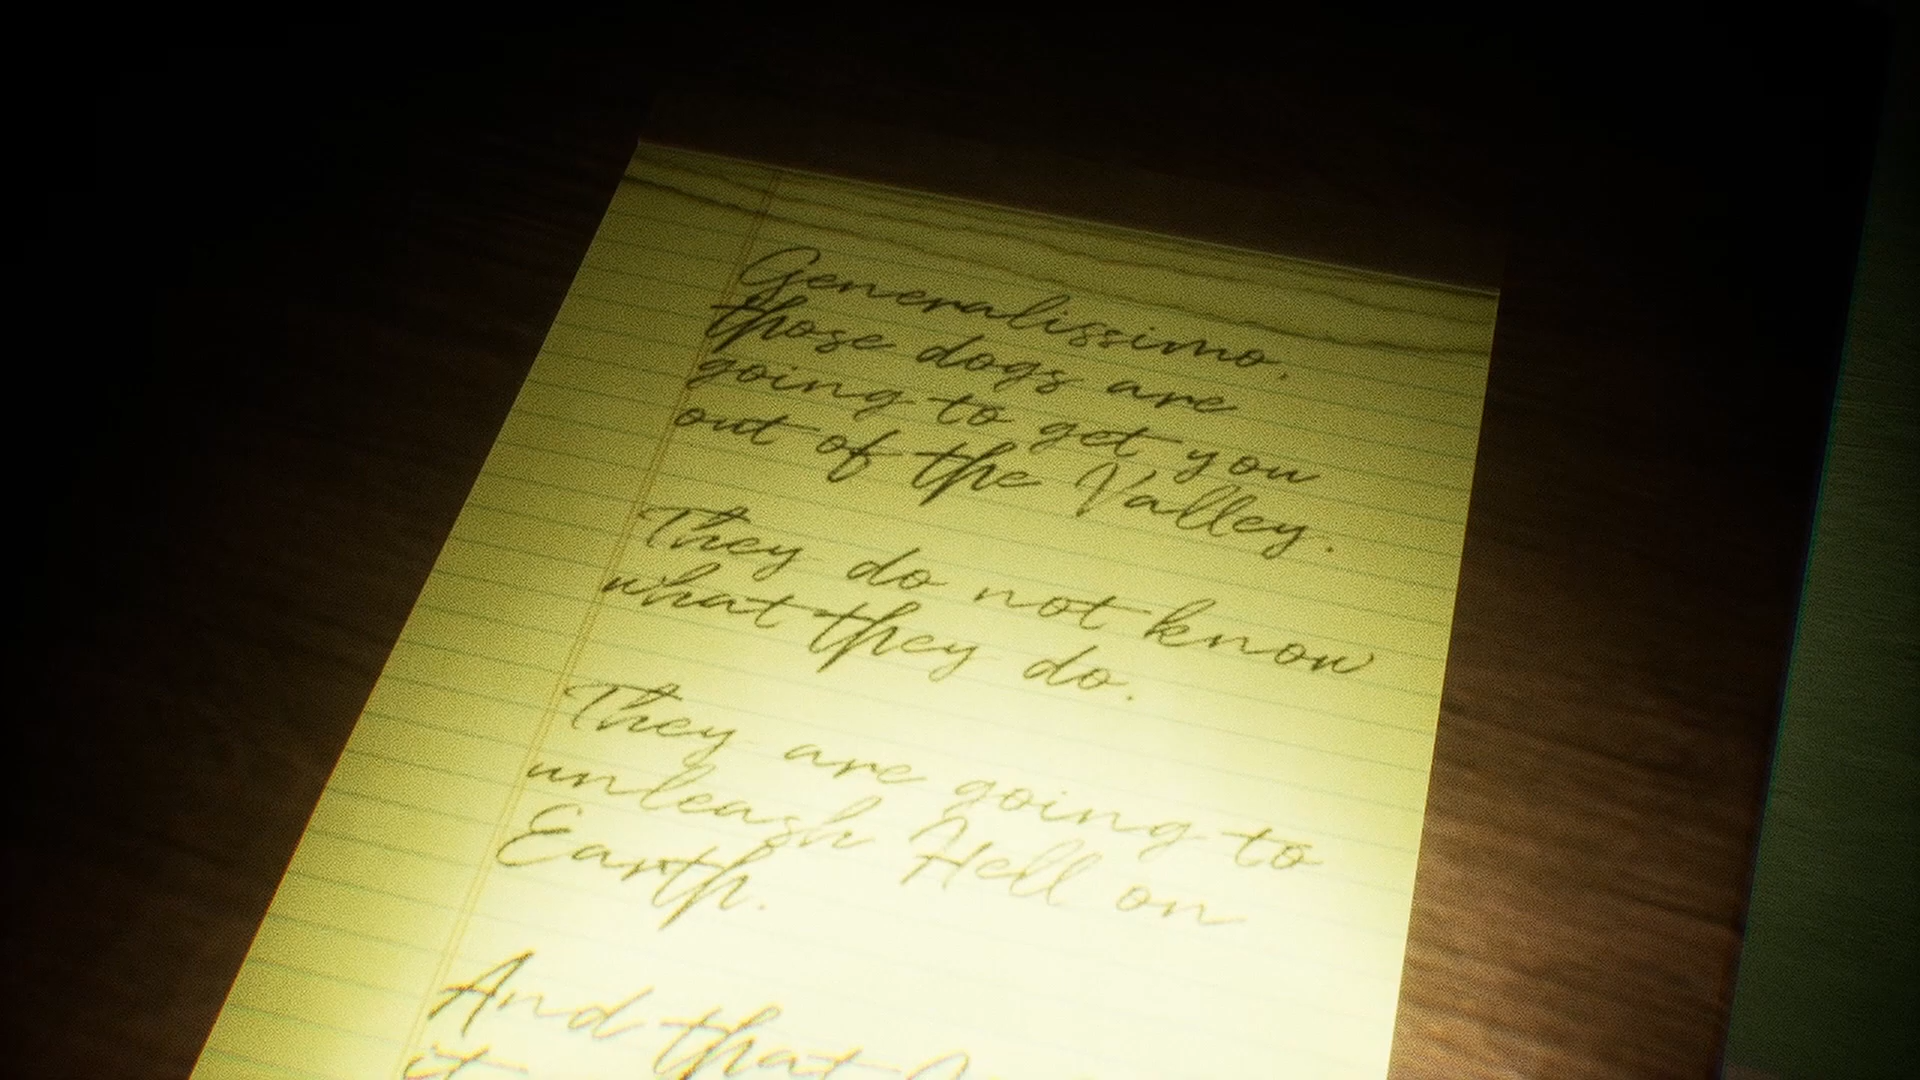 Generalissimo.
those dogs are
going to get you
out of the Valley.
They do not know
what they do.
They are going to
unleash Hell on
Earth.
And that
it